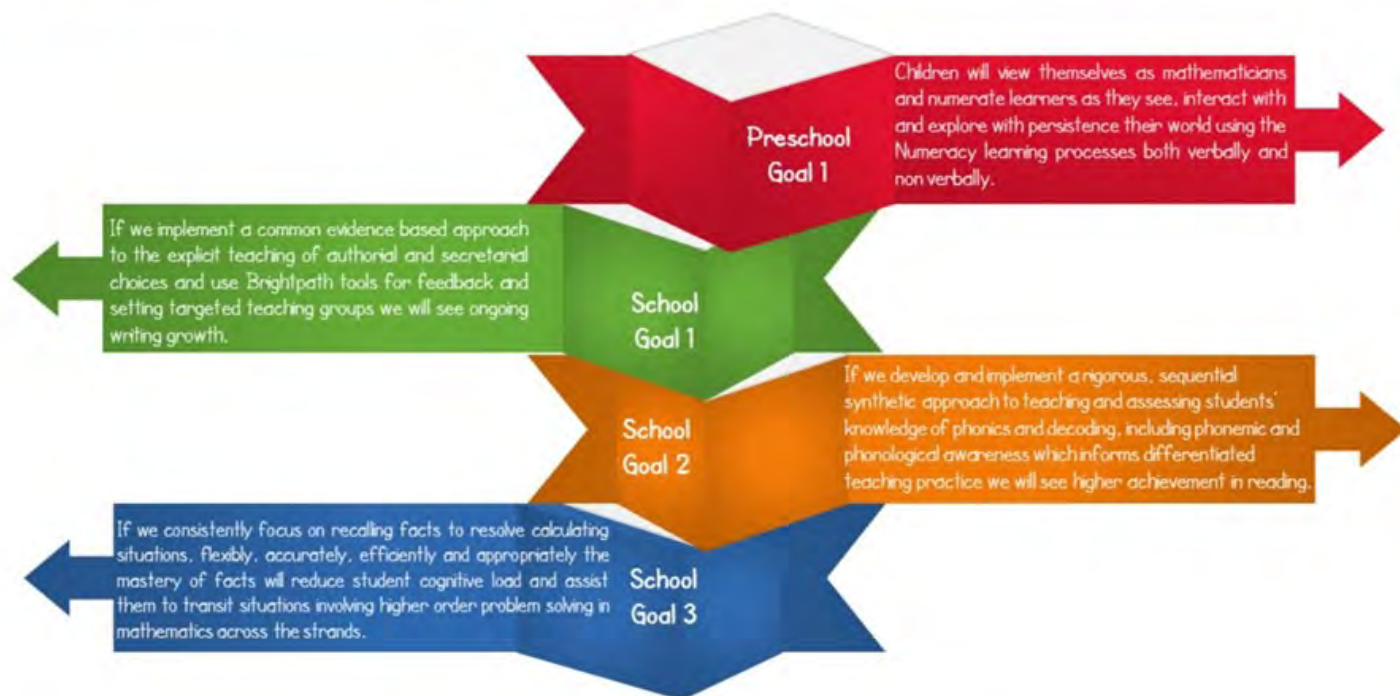 Preschool
Goal 1
Children will view themselves as mathematicians
and numerate learners as they see, interact with
and explore with persistence their world using the
Numeracy learning processes both verbally and
non verbally.
If we implement a common evidence based approach
to the explicit teaching of authorial and secretarial
choices and use Brightpath tools for feedback and
setting targeted teaching groups we will see ongoing
writing growth.
School
Goal 1
School
Goal 2
If we develop and implement a rigorous, sequential
synthetic approach to teaching and assessing students'
knowledge of phonics and decoding, including phonemic and
phonological awareness which informs differentiated
teaching practice we will see higher achievement in reading.
If we consistently focus on recalling facts to resolve calculating
situations, flexibly, accurately, efficiently and appropriately the
mastery of facts will reduce student cognitive load and assist
them to transit situations involving higher order problem solving in
mathematics across the strands.
School
Goal 3